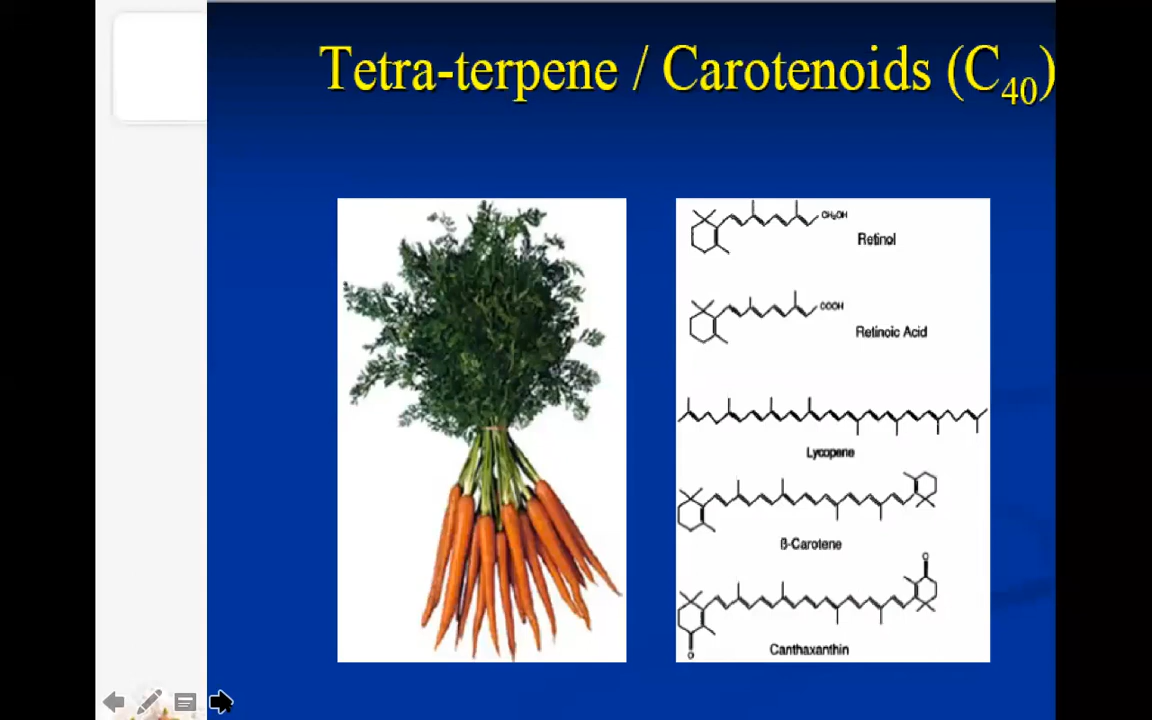 Tetra-terpene / Carotenoids (C₄₀)
CH₂OH
Retinol
COOH
Retinoic Acid
Lycopene
ß-Carotene
O
O
Canthaxanthin